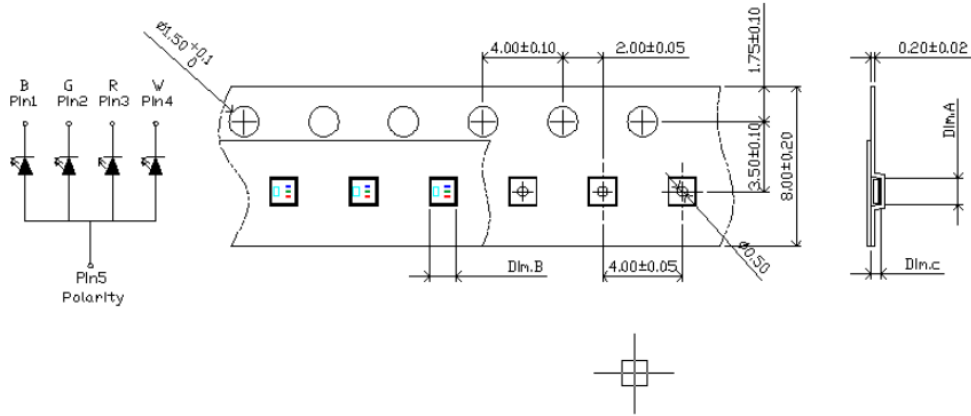 B G R W
Pin1 Pin2 Pin3 Pin4
Pin5
Polarity
Ø1.50 +0.1 0
4.00±0.10
2.00±0.05
1.75±0.10
3.50±0.10
8.00±0.20
Dim.B
4.00±0.05
Ø0.50
0.20±0.02
Dim.A
Dim.c